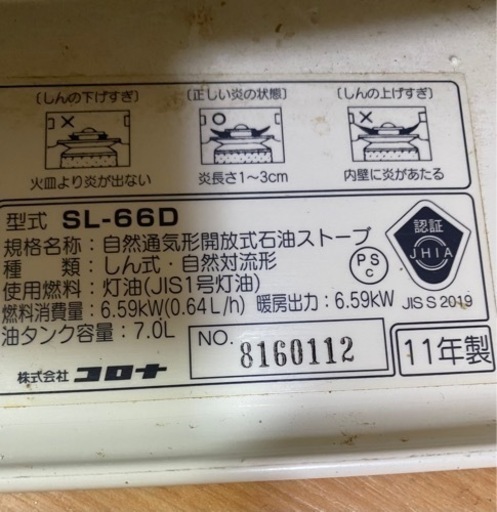 〔しんの下げすぎ〕 〔正しい炎の状態〕 〔しんの上げすぎ〕
火皿より炎が出ない 炎長さ1~3cm 内壁に炎があたる
型式 SL-66D
規格名称:自然通気形開放式石油ストーブ
種 類:しん式・自然対流形
使用燃料:灯油(JIS1号灯油)
燃料消費量:6.59kW(0.64L/h) 暖房出力:6.59kW
油タンク容量:7.0L
認証
JHIA
PS
C
JIS S 2019
NO. 8160112
11年製
株式会社 コロナ